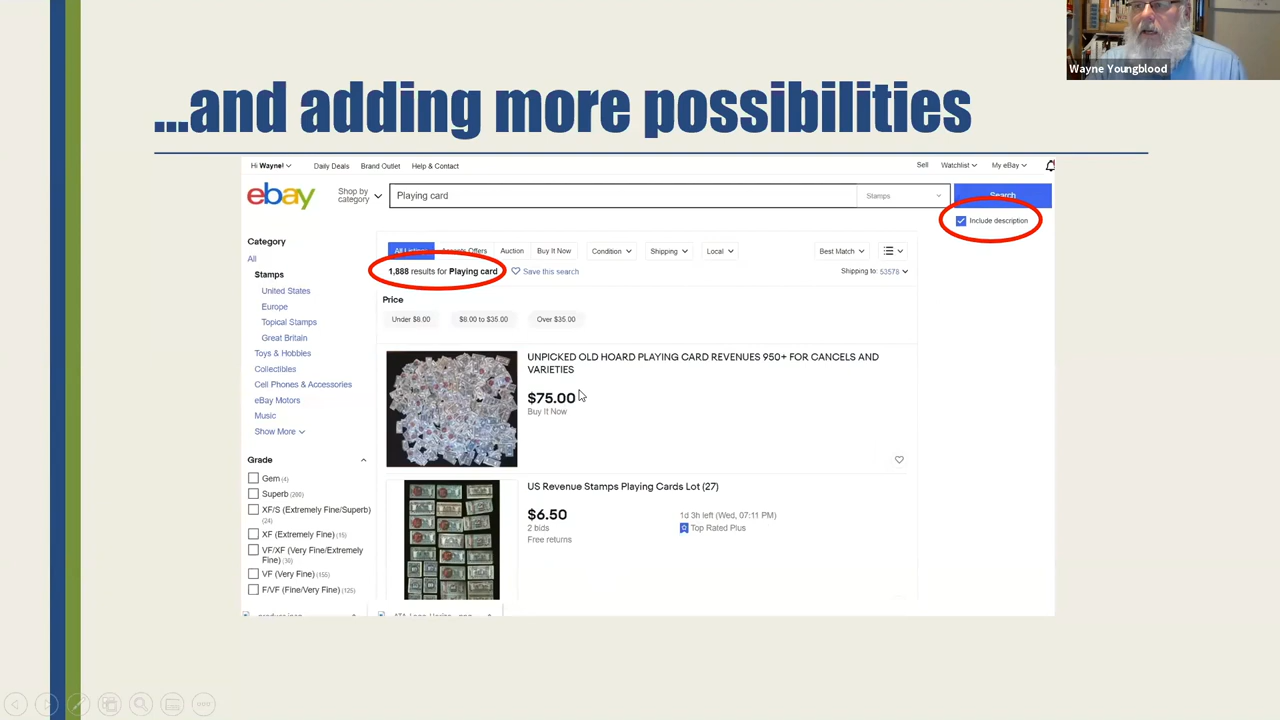 Wayne Youngblood
...and adding more possibilities
Hi Wayne! Daily Deals Brand Outlet Help & Contact Sell Watchlist My eBay
ebay Shop by category Playing card Stamps Search
Include description
Category
All
Stamps
United States
Europe
Topical Stamps
Great Britain
Toys & Hobbies
Collectibles
Cell Phones & Accessories
eBay Motors
Music
Show More
Grade
Gem (4)
Superb (200)
XF/S (Extremely Fine/Superb)
(24)
XF (Extremely Fine) (15)
VF/XF (Very Fine/Extremely
Fine) (30)
VF (Very Fine) (155)
F/VF (Fine/Very Fine) (125)
All Listings Accepts Offers Auction Buy It Now Condition Shipping Local Best Match
1,888 results for Playing card Save this search Shipping to: 53578
Price
Under $8.00 $8.00 to $35.00 Over $35.00
UNPICKED OLD HOARD PLAYING CARD REVENUES 950+ FOR CANCELS AND
VARIETIES
$75.00
Buy It Now
US Revenue Stamps Playing Cards Lot (27)
$6.50 1d 3h left (Wed, 07:11 PM)
2 bids Top Rated Plus
Free returns